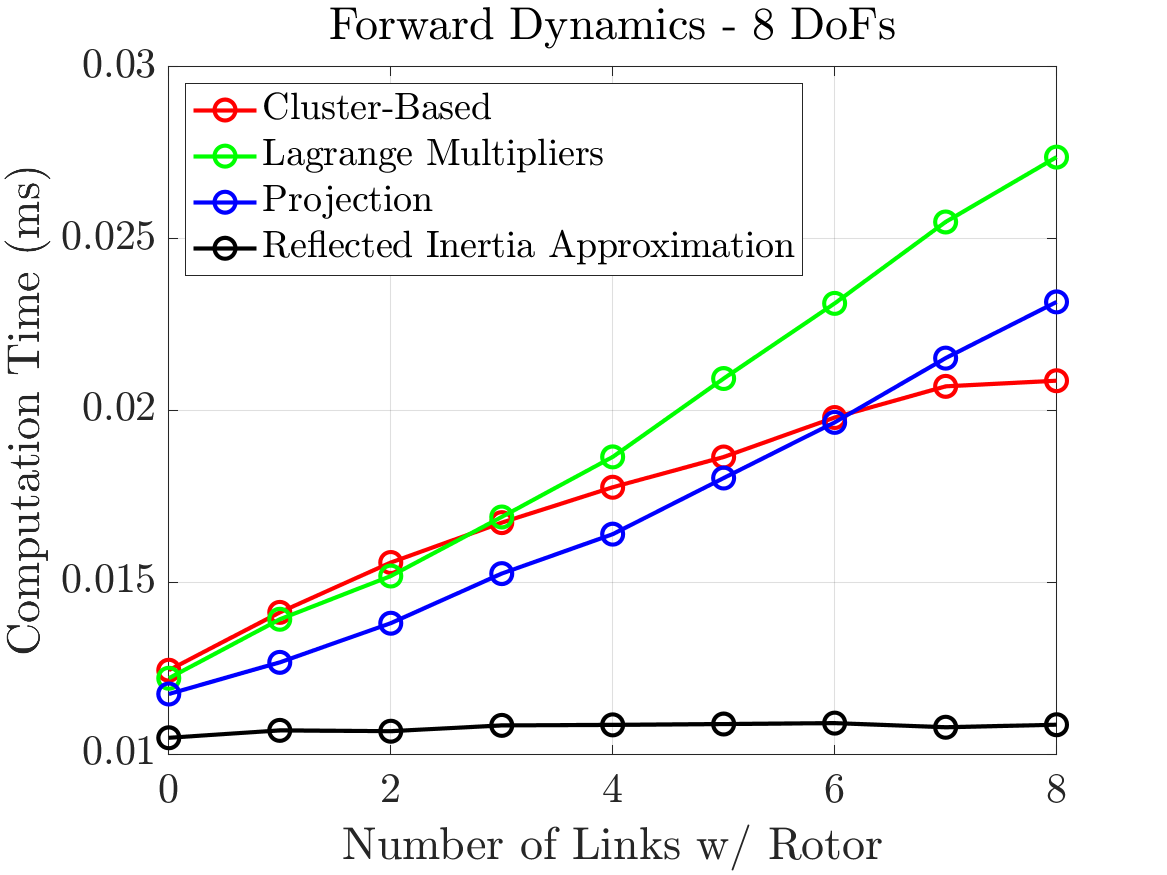 Forward Dynamics - 8 DoFs
0.03
0.025
0.02
0.015
0.01
Computation Time (ms)
Cluster-Based
Lagrange Multipliers
Projection
Reflected Inertia Approximation
0 2 4 6 8
Number of Links w/ Rotor